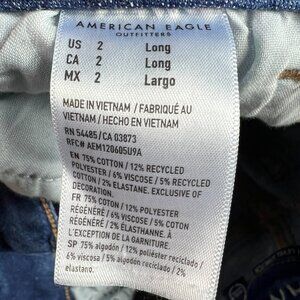 AMERICAN EAGLE
OUTFITTERS
US 2 Long
CA 2 Long
MX 2 Largo
MADE IN VIETNAM / FABRIQUÉ AU
VIETNAM / HECHO EN VIETNAM
RN 54485/CA 03873
RFC# AEM120605U9A
EN 75% COTTON / 12% RECYCLED
POLYESTER / 6% VISCOSE / 5% RECYCLED
COTTON / 2% ELASTANE. EXCLUSIVE OF
DECORATION.
FR 75% COTON / 12% POLYESTER
RÉGÉNÉRÉ / 6% VISCOSE / 5% COTON
RÉGÉNÉRÉ / 2% ÉLASTHANNE. À
L'EXCEPTION DE LA GARNITURE.
SP 75% algodón / 12% poliéster reciclado /
6% viscosa / 5% algodón reciclado / 2%
elastano.